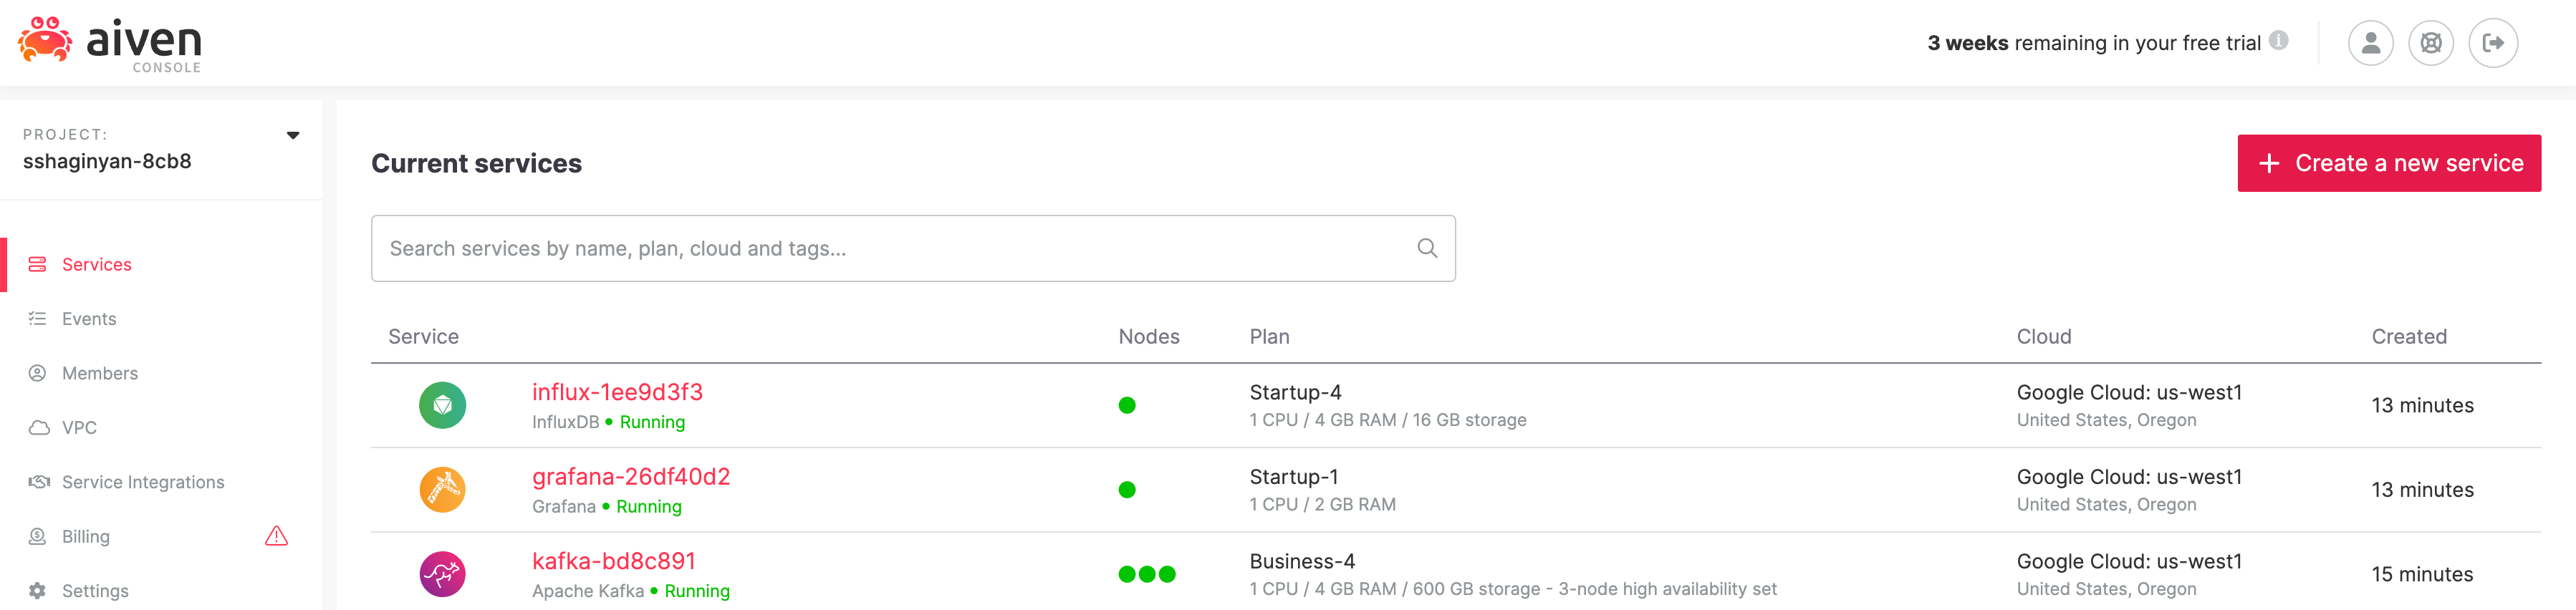 aiven
CONSOLE
3 weeks remaining in your free trial
PROJECT:
sshaginyan-8cb8
Services
Events
Members
VPC
Service Integrations
Billing
Settings
Current services
+ Create a new service
Search services by name, plan, cloud and tags...
Service Nodes Plan Cloud Created
influx-1ee9d3f3
InfluxDB • Running
Startup-4
1 CPU / 4 GB RAM / 16 GB storage
Google Cloud: us-west1
United States, Oregon
13 minutes
grafana-26df40d2
Grafana • Running
Startup-1
1 CPU / 2 GB RAM
Google Cloud: us-west1
United States, Oregon
13 minutes
kafka-bd8c891
Apache Kafka • Running
Business-4
1 CPU / 4 GB RAM / 600 GB storage - 3-node high availability set
Google Cloud: us-west1
United States, Oregon
15 minutes